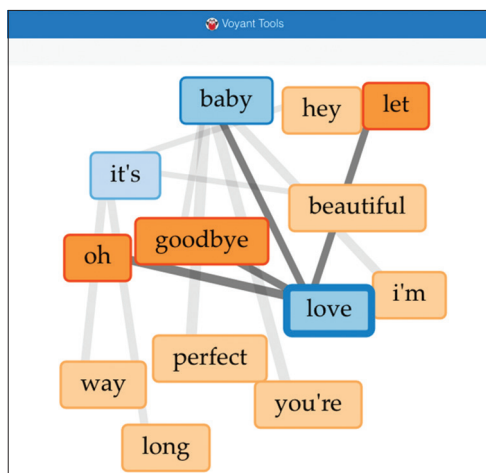 Voyant Tools
baby
hey
let
it's
beautiful
goodbye
oh
love
i'm
perfect
way
you're
long